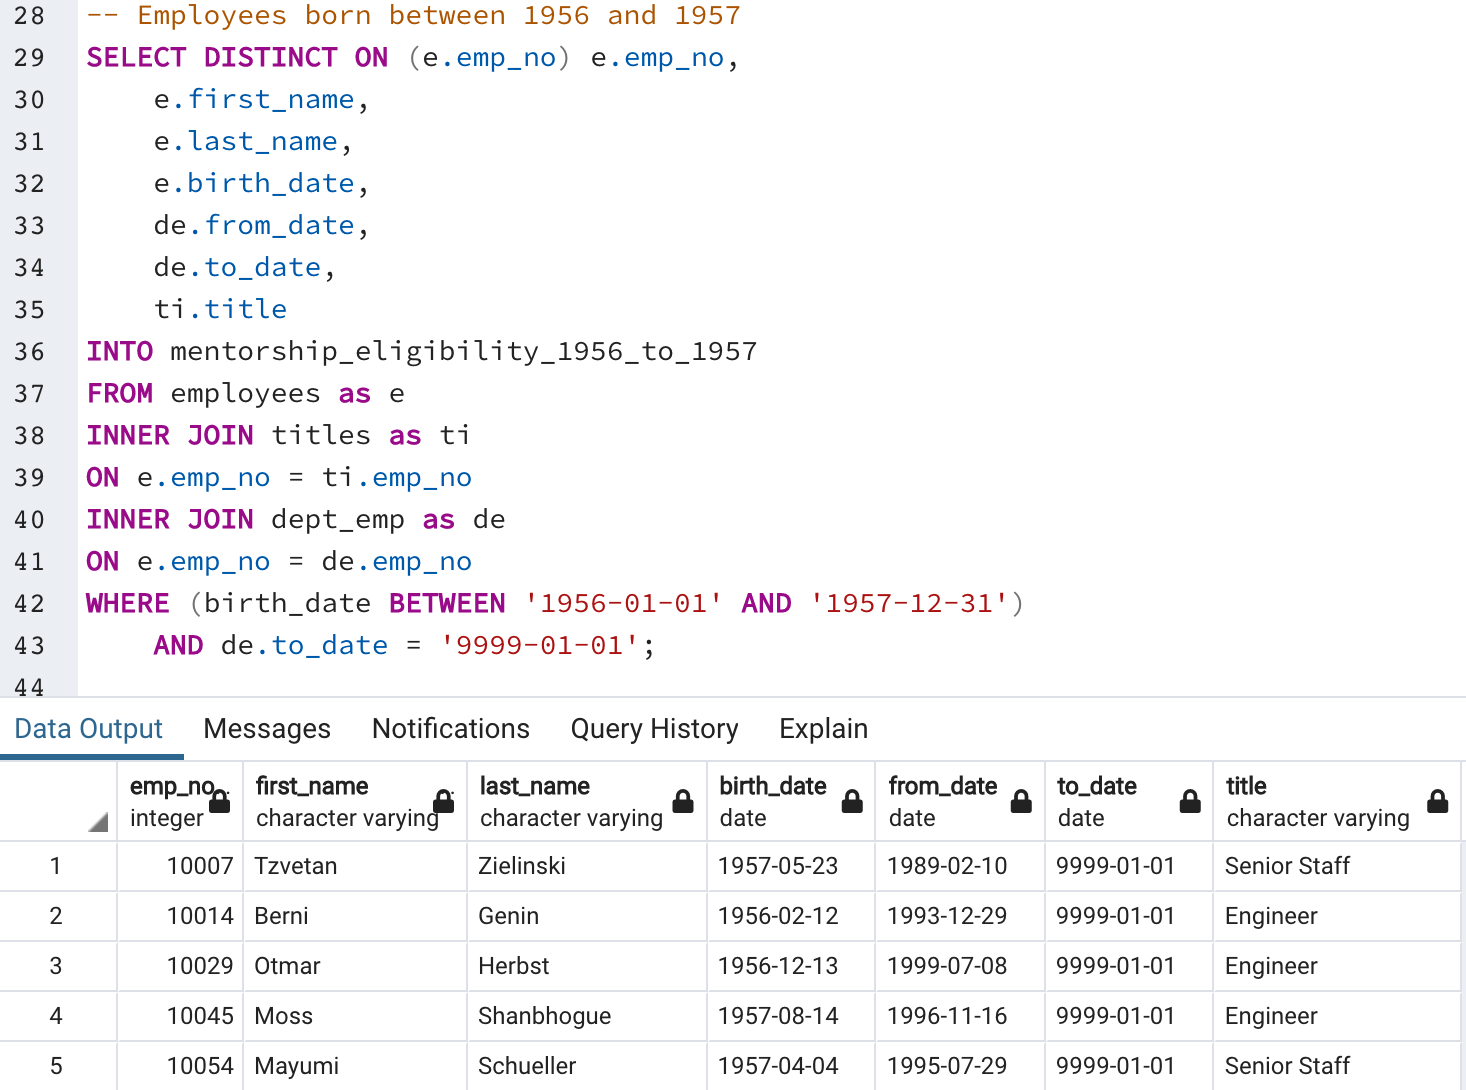 28 -- Employees born between 1956 and 1957
29 SELECT DISTINCT ON (e.emp_no) e.emp_no,
30 e.first_name,
31 e.last_name,
32 e.birth_date,
33 de.from_date,
34 de.to_date,
35 ti.title
36 INTO mentorship_eligibility_1956_to_1957
37 FROM employees as e
38 INNER JOIN titles as ti
39 ON e.emp_no = ti.emp_no
40 INNER JOIN dept_emp as de
41 ON e.emp_no = de.emp_no
42 WHERE (birth_date BETWEEN '1956-01-01' AND '1957-12-31')
43 AND de.to_date = '9999-01-01';
44
Data Output Messages Notifications Query History Explain
emp_no first_name last_name birth_date from_date to_date title
integer character varying character varying date date date character varying
1 10007 Tzvetan Zielinski 1957-05-23 1989-02-10 9999-01-01 Senior Staff
2 10014 Berni Genin 1956-02-12 1993-12-29 9999-01-01 Engineer
3 10029 Otmar Herbst 1956-12-13 1999-07-08 9999-01-01 Engineer
4 10045 Moss Shanbhogue 1957-08-14 1996-11-16 9999-01-01 Engineer
5 10054 Mayumi Schueller 1957-04-04 1995-07-29 9999-01-01 Senior Staff